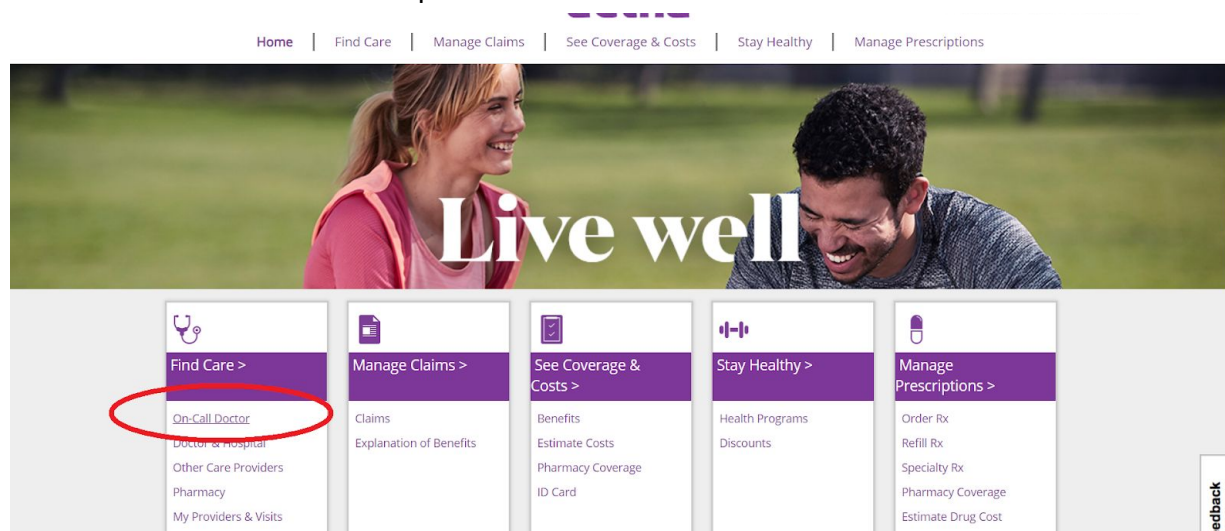 Home | Find Care | Manage Claims | See Coverage & Costs | Stay Healthy | Manage Prescriptions
Live well
Find Care >
On-Call Doctor
Doctor & Hospital
Other Care Providers
Pharmacy
My Providers & Visits
Manage Claims >
Claims
Explanation of Benefits
See Coverage &
Costs >
Benefits
Estimate Costs
Pharmacy Coverage
ID Card
Stay Healthy >
Health Programs
Discounts
Manage
Prescriptions >
Order Rx
Refill Rx
Specialty Rx
Pharmacy Coverage
Estimate Drug Cost